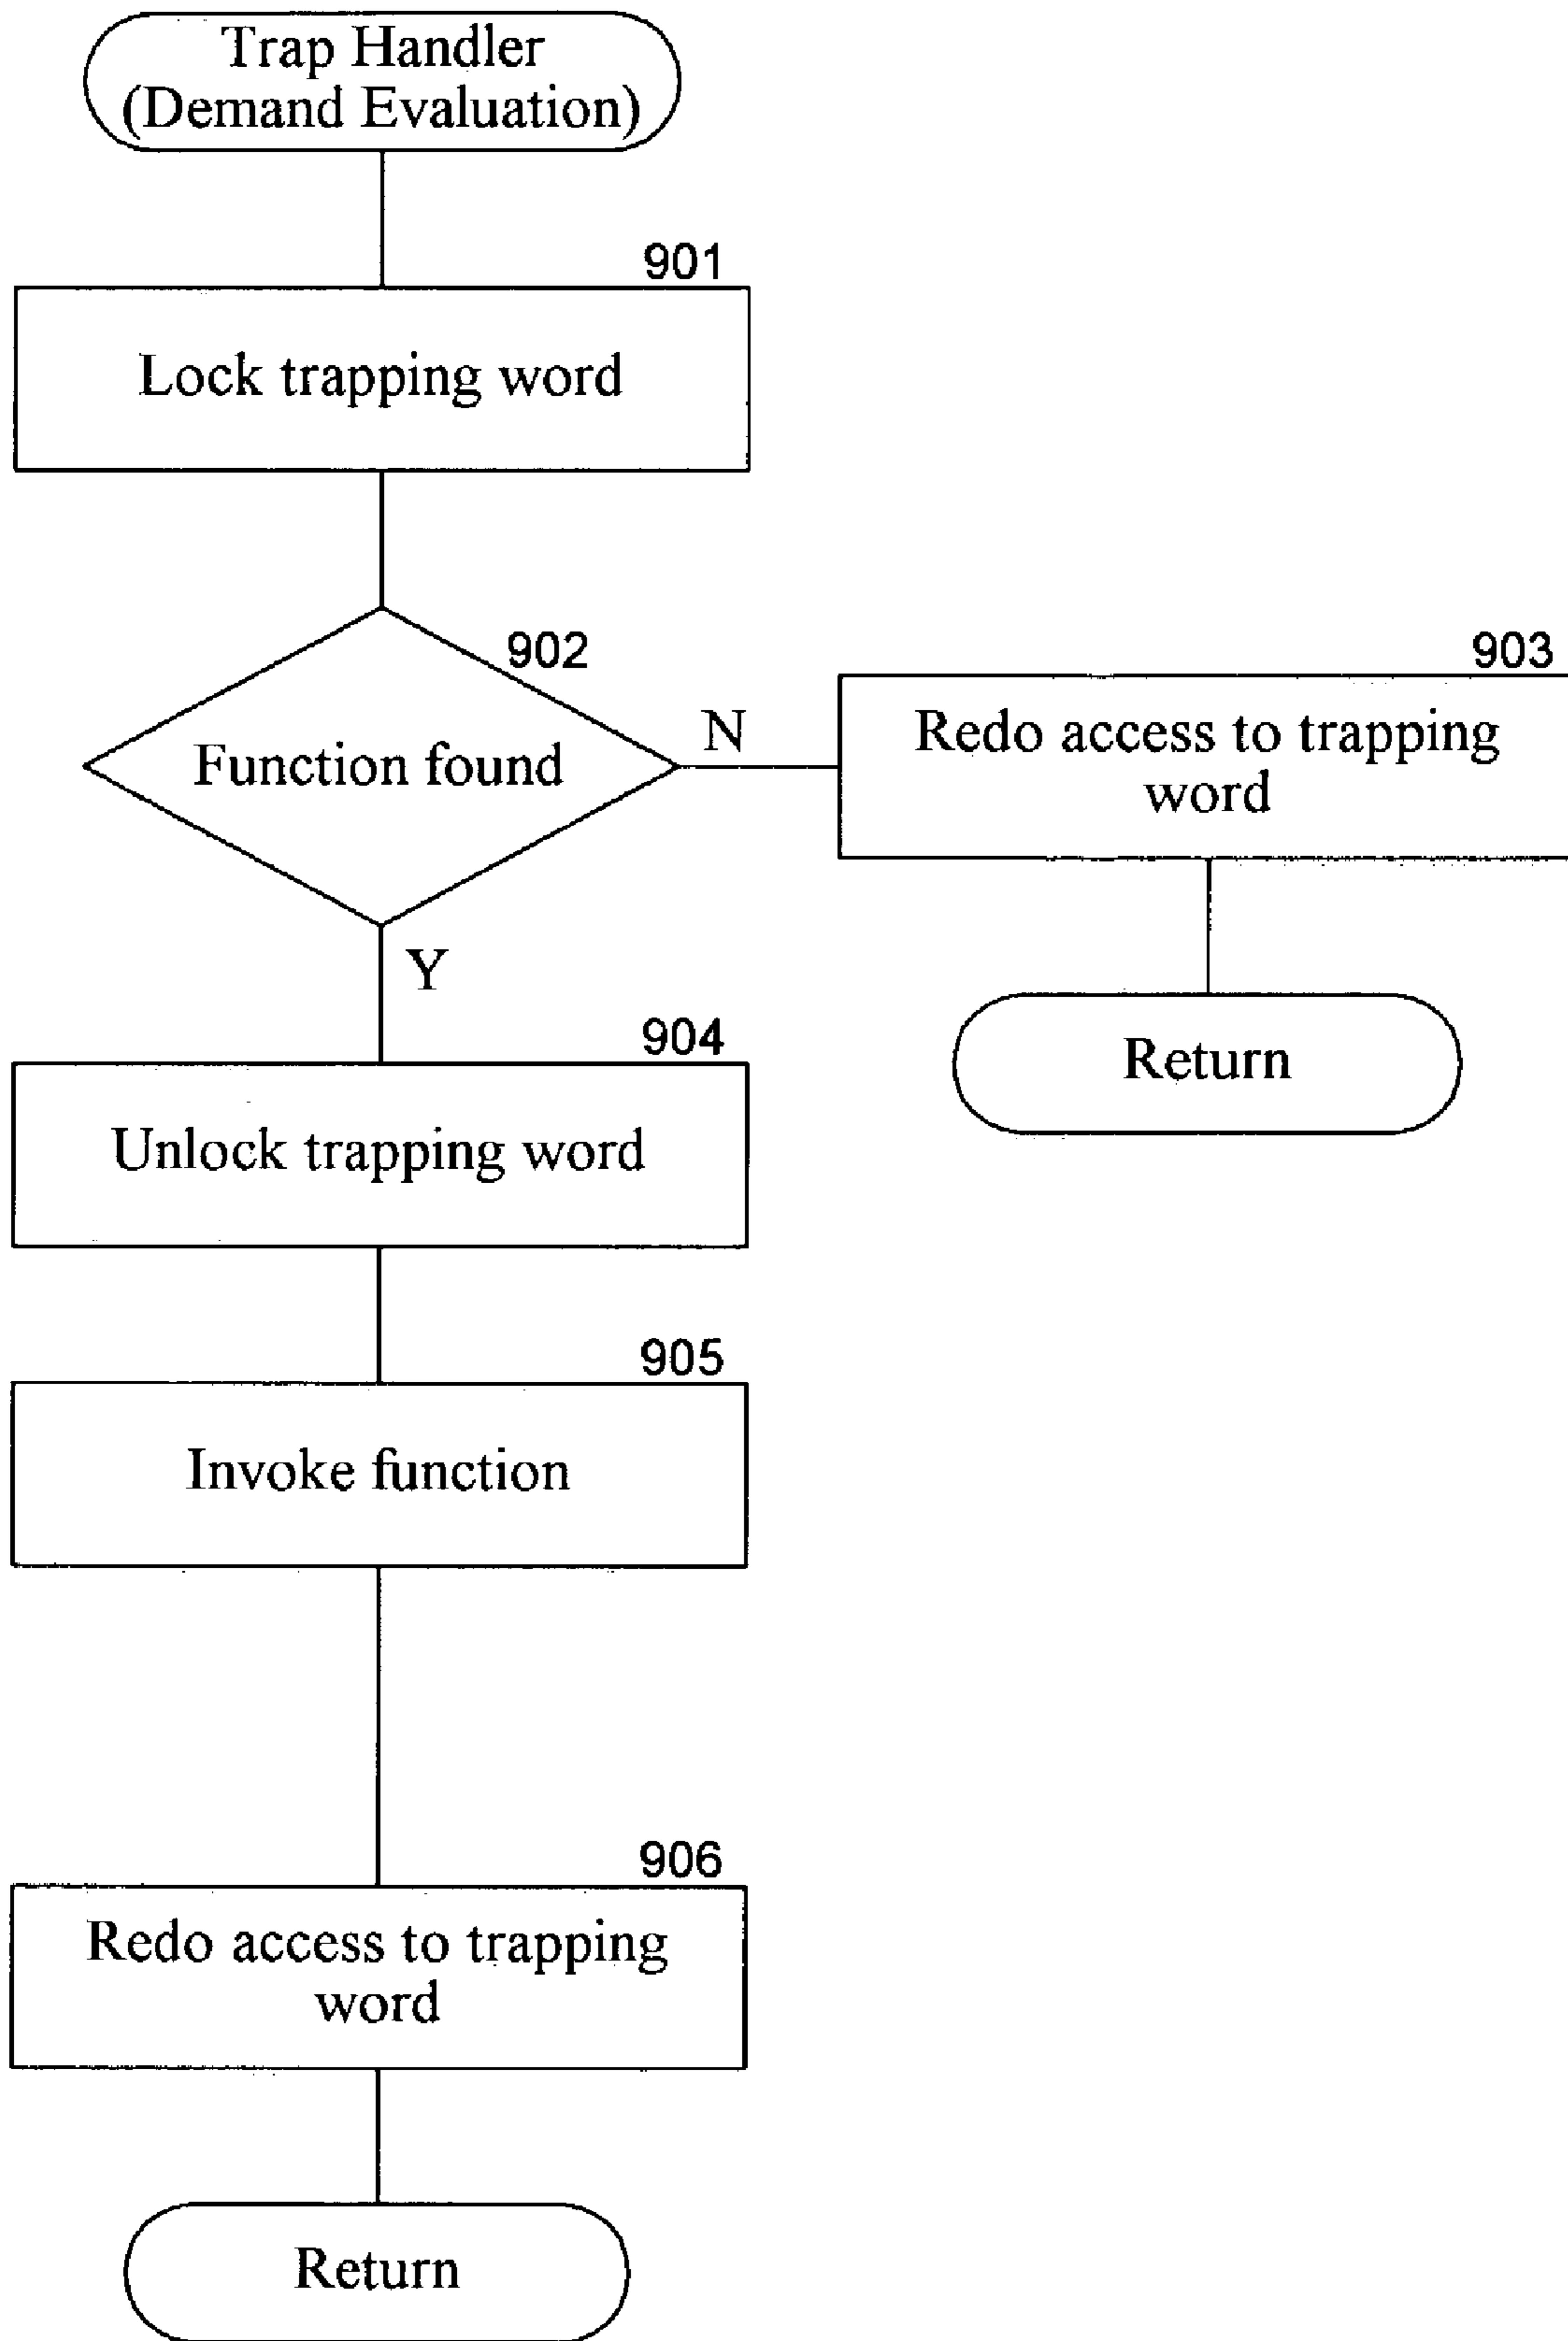 Trap Handler
(Demand Evaluation)
901
Lock trapping word
902
Function found
N
903
Redo access to trapping
word
Return
Y
904
Unlock trapping word
905
Invoke function
906
Redo access to trapping
word
Return